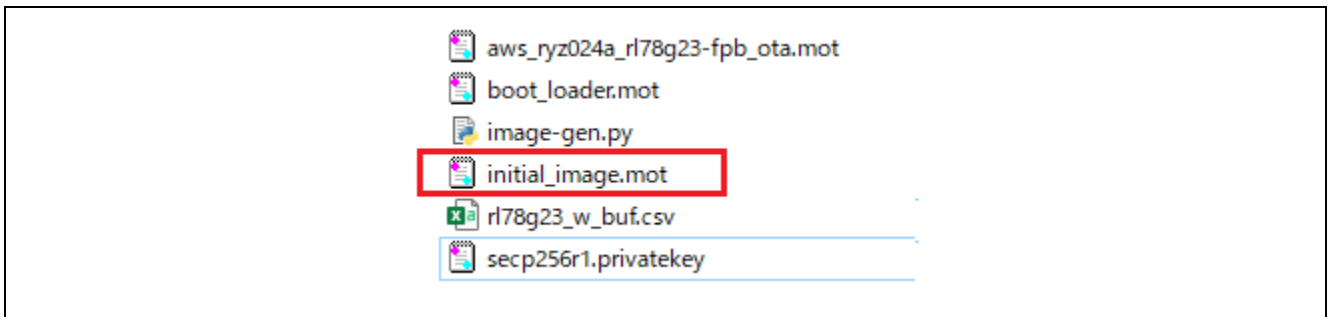 aws_ryz024a_rl78g23-fpb_ota.mot
boot_loader.mot
image-gen.py
initial_image.mot
rl78g23_w_buf.csv
secp256r1.privatekey